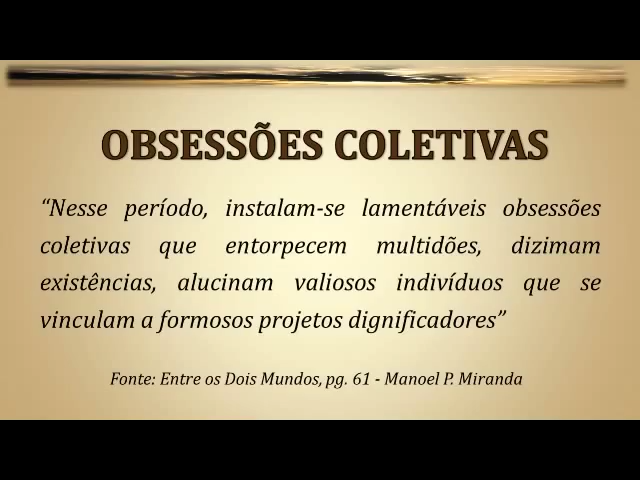 OBSESSÕES COLETIVAS
“Nesse período, instalam-se lamentáveis obsessões
coletivas que entorpecem multidões, dizimam
existências, alucinam valiosos indivíduos que se
vinculam a formosos projetos dignificadores”
Fonte: Entre os Dois Mundos, pg. 61 - Manoel P. Miranda